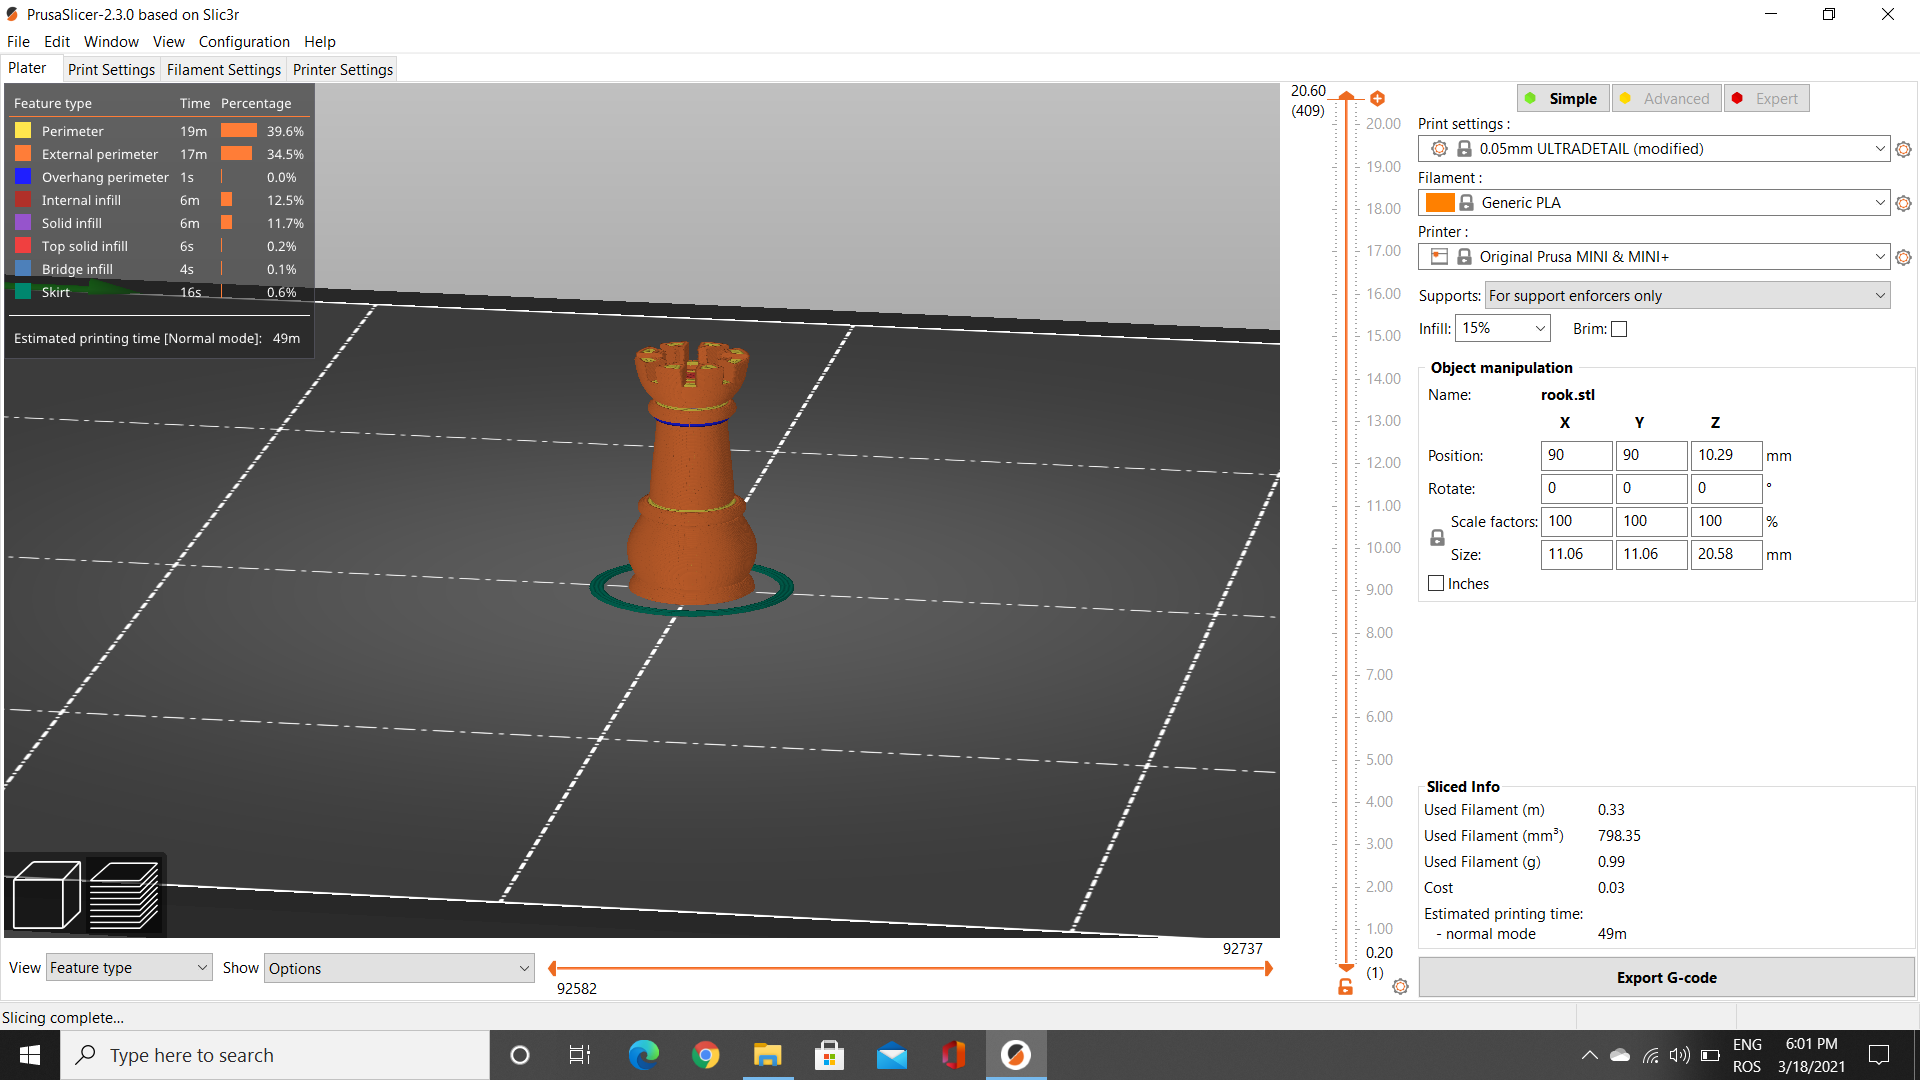 PrusaSlicer-2.3.0 based on Slic3r
File Edit Window View Configuration Help
Plater Print Settings Filament Settings Printer Settings
Feature type Time Percentage
Perimeter 19m 39.6%
External perimeter 17m 34.5%
Overhang perimeter 1s 0.0%
Internal infill 6m 12.5%
Solid infill 6m 11.7%
Top solid infill 6s 0.2%
Bridge infill 4s 0.1%
Skirt 16s 0.6%
Estimated printing time [Normal mode]: 49m
20.60
(409)
20.00
19.00
18.00
17.00
16.00
15.00
14.00
13.00
12.00
11.00
10.00
9.00
8.00
7.00
6.00
5.00
4.00
3.00
2.00
1.00
0.20
(1)
Simple Advanced Expert
Print settings :
0.05mm ULTRADETAIL (modified)
Filament :
Generic PLA
Printer :
Original Prusa MINI & MINI+
Supports: For support enforcers only
Infill: 15% Brim:
Object manipulation
Name: rook.stl
X Y Z
Position: 90 90 10.29 mm
Rotate: 0 0 0 °
Scale factors: 100 100 100 %
Size: 11.06 11.06 20.58 mm
Inches
Sliced Info
Used Filament (m) 0.33
Used Filament (mm³) 798.35
Used Filament (g) 0.99
Cost 0.03
Estimated printing time:
- normal mode 49m
Export G-code
View Feature type Show Options
92737
92582
Slicing complete...
Type here to search
ENG
ROS
6:01 PM
3/18/2021